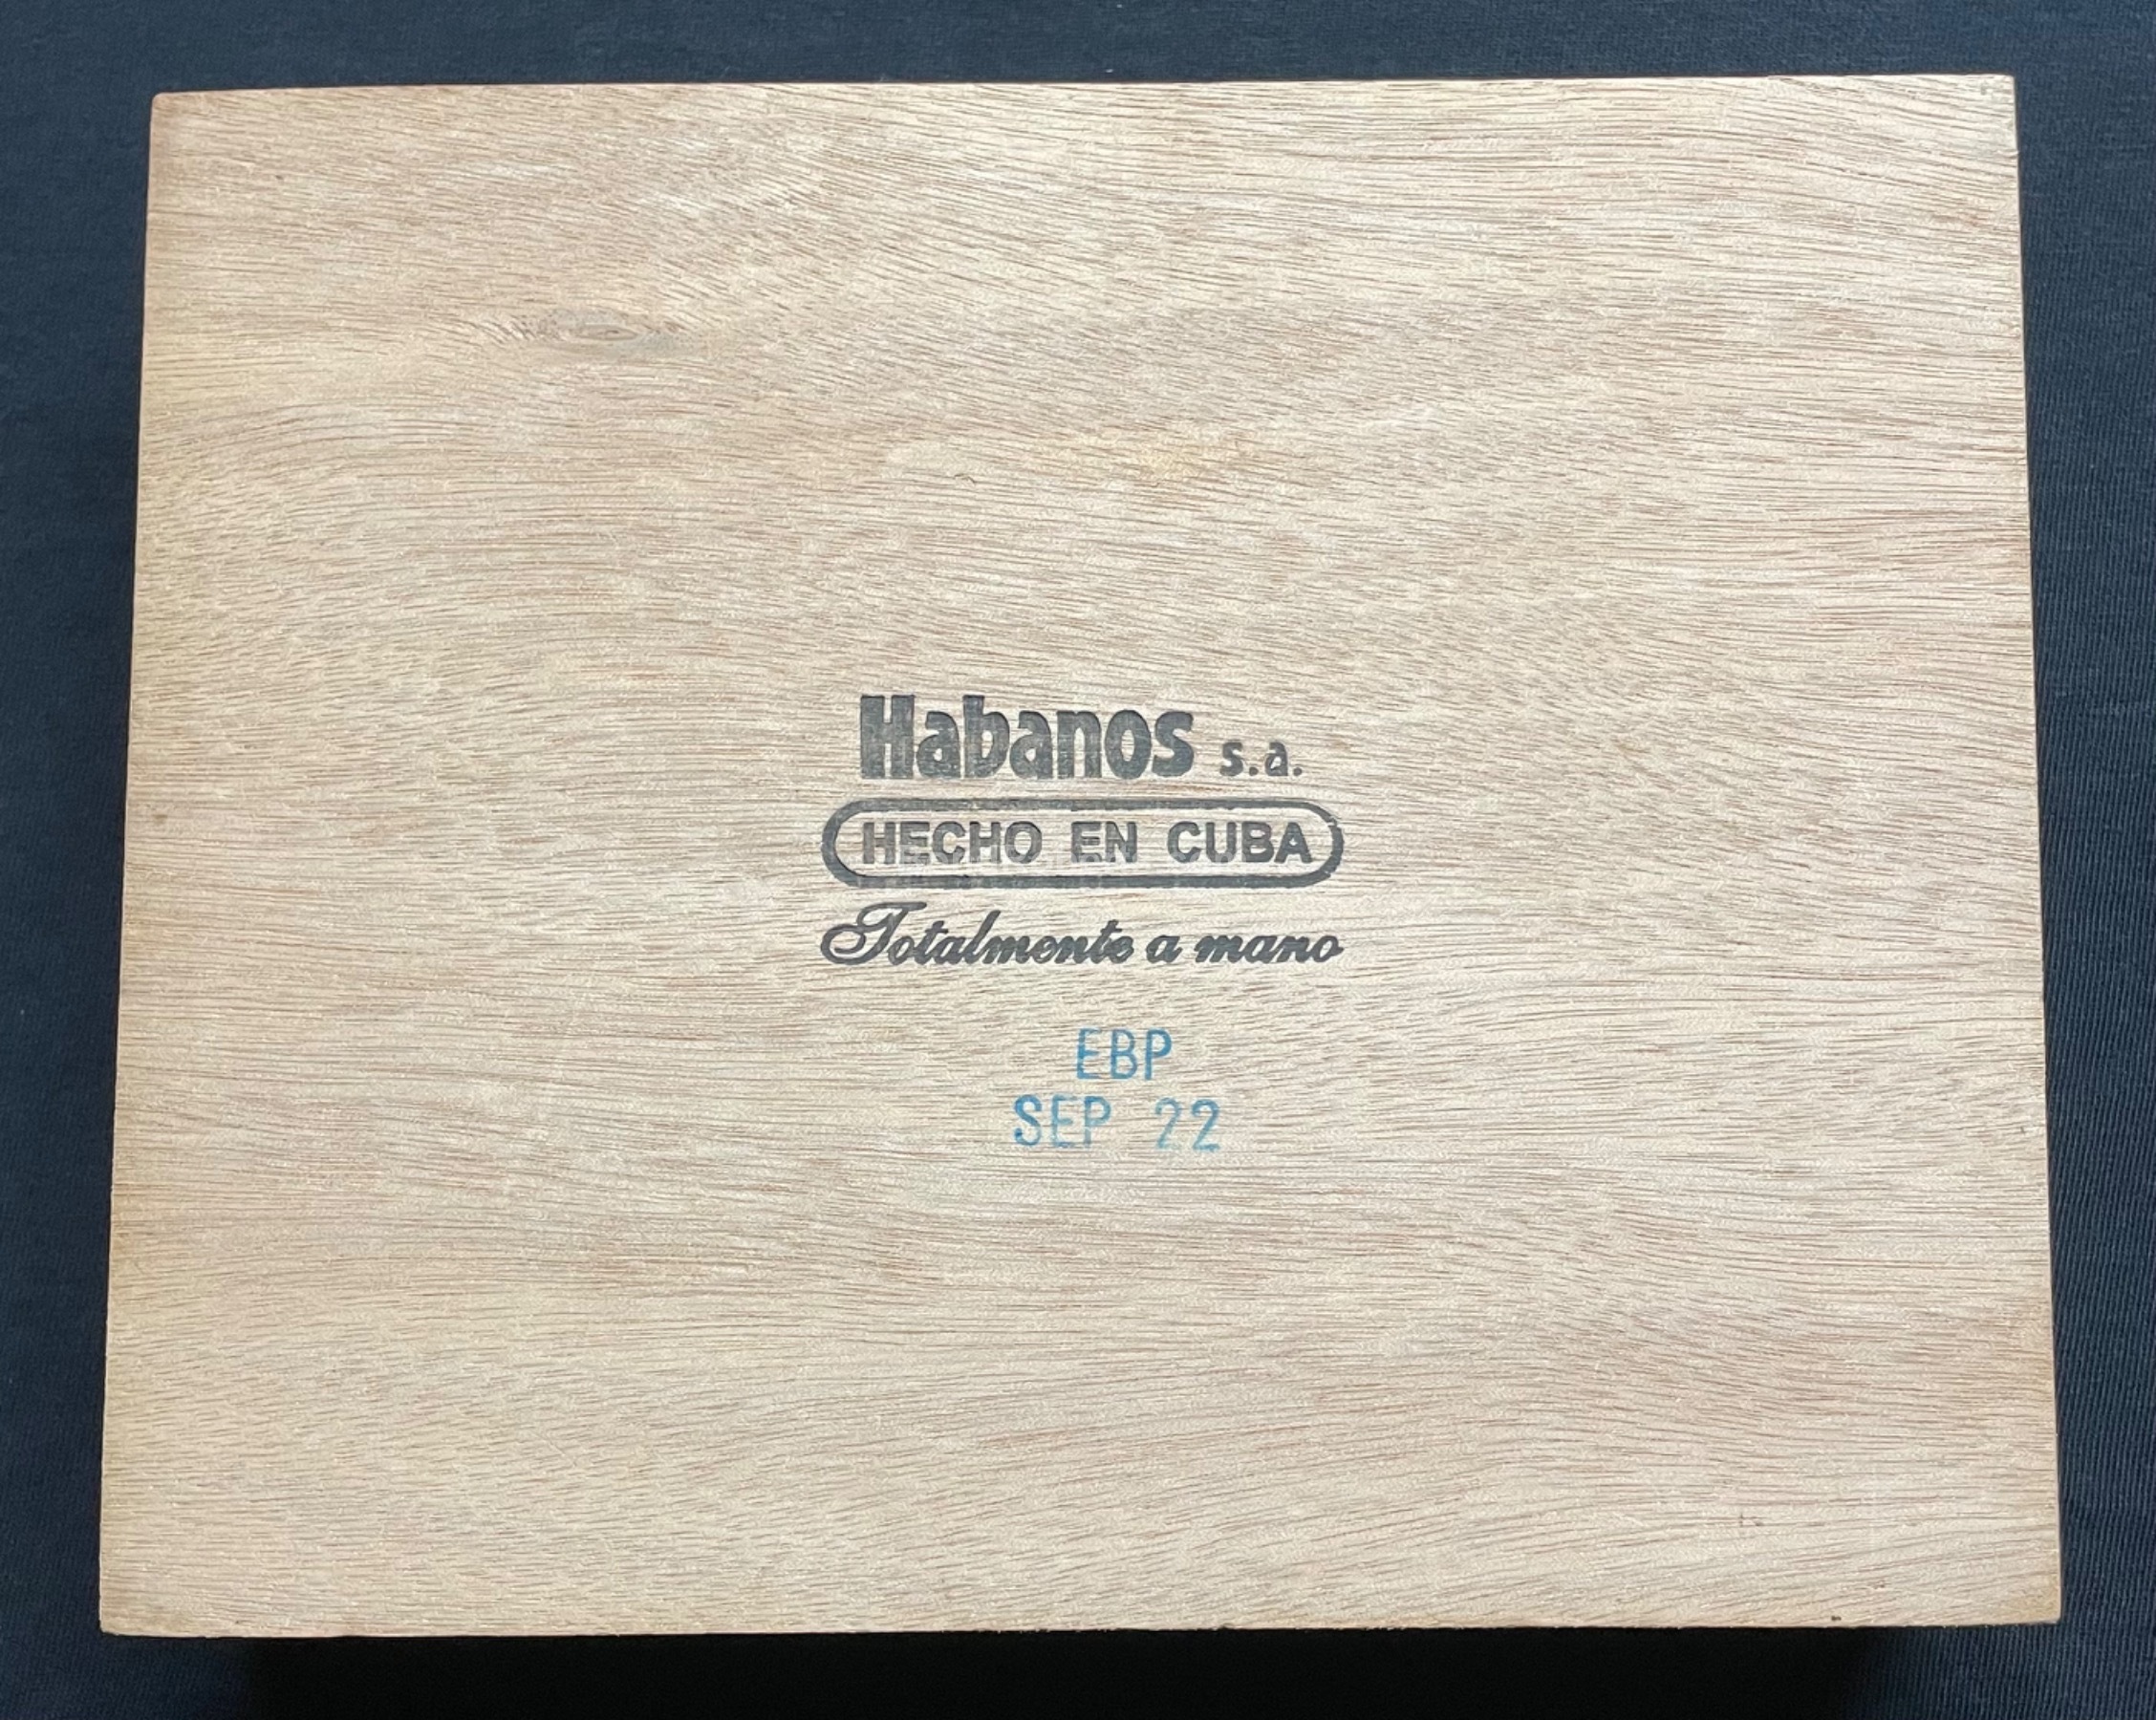 Habanos s.a.
HECHO EN CUBA
Totalmente a mano
EBP
SEP 22